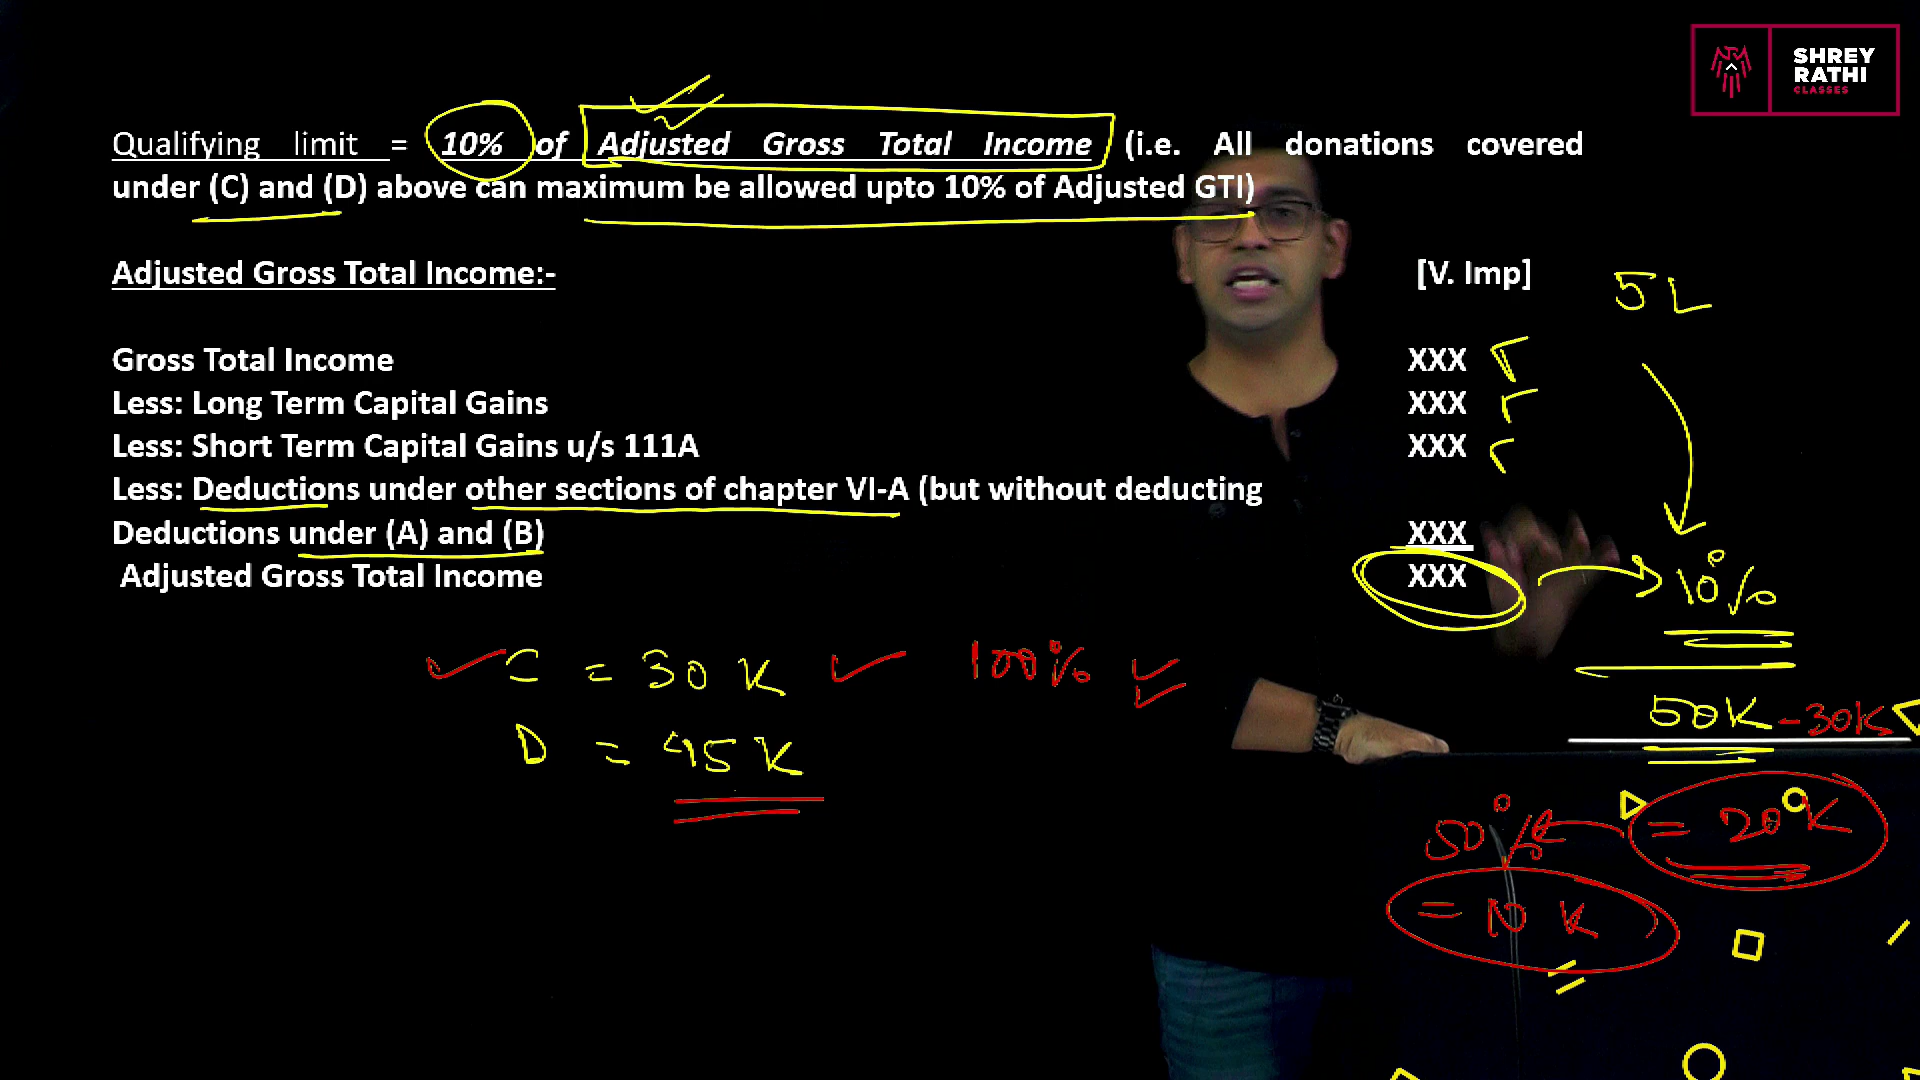 SHREY
RATHI
CLASSES
Qualifying limit = 10% of Adjusted Gross Total Income (i.e. All donations covered
under (C) and (D) above can maximum be allowed upto 10% of Adjusted GTI)
Adjusted Gross Total Income:- [V. Imp]
5L
Gross Total Income XXX
Less: Long Term Capital Gains XXX
Less: Short Term Capital Gains u/s 111A XXX
Less: Deductions under other sections of chapter VI-A (but without deducting
Deductions under (A) and (B) XXX
Adjusted Gross Total Income XXX
10%
C = 30 K 100%
50K - 30K
D = 45 K
= 20K
50%
= 10 K